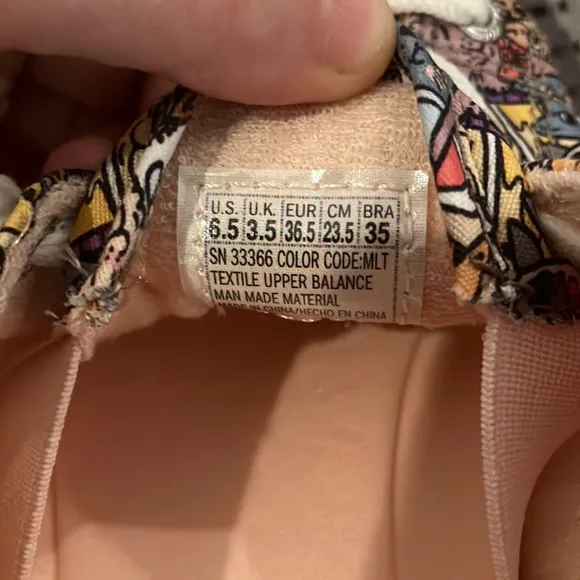 U.S. U.K. EUR CM BRA
6.5 3.5 36.5 23.5 35
SN 33366 COLOR CODE:MLT
TEXTILE UPPER BALANCE
MAN MADE MATERIAL
MADE IN CHINA/HECHO EN CHINA